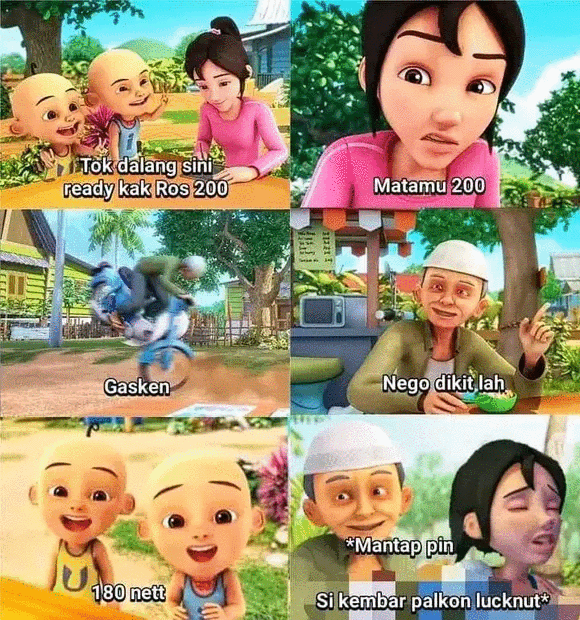 Tok dalang sini
ready kak Ros 200
Matamu 200
Gasken
Nego dikit lah
180 nett
*Mantap pin
Si kembar palkon lucknut*